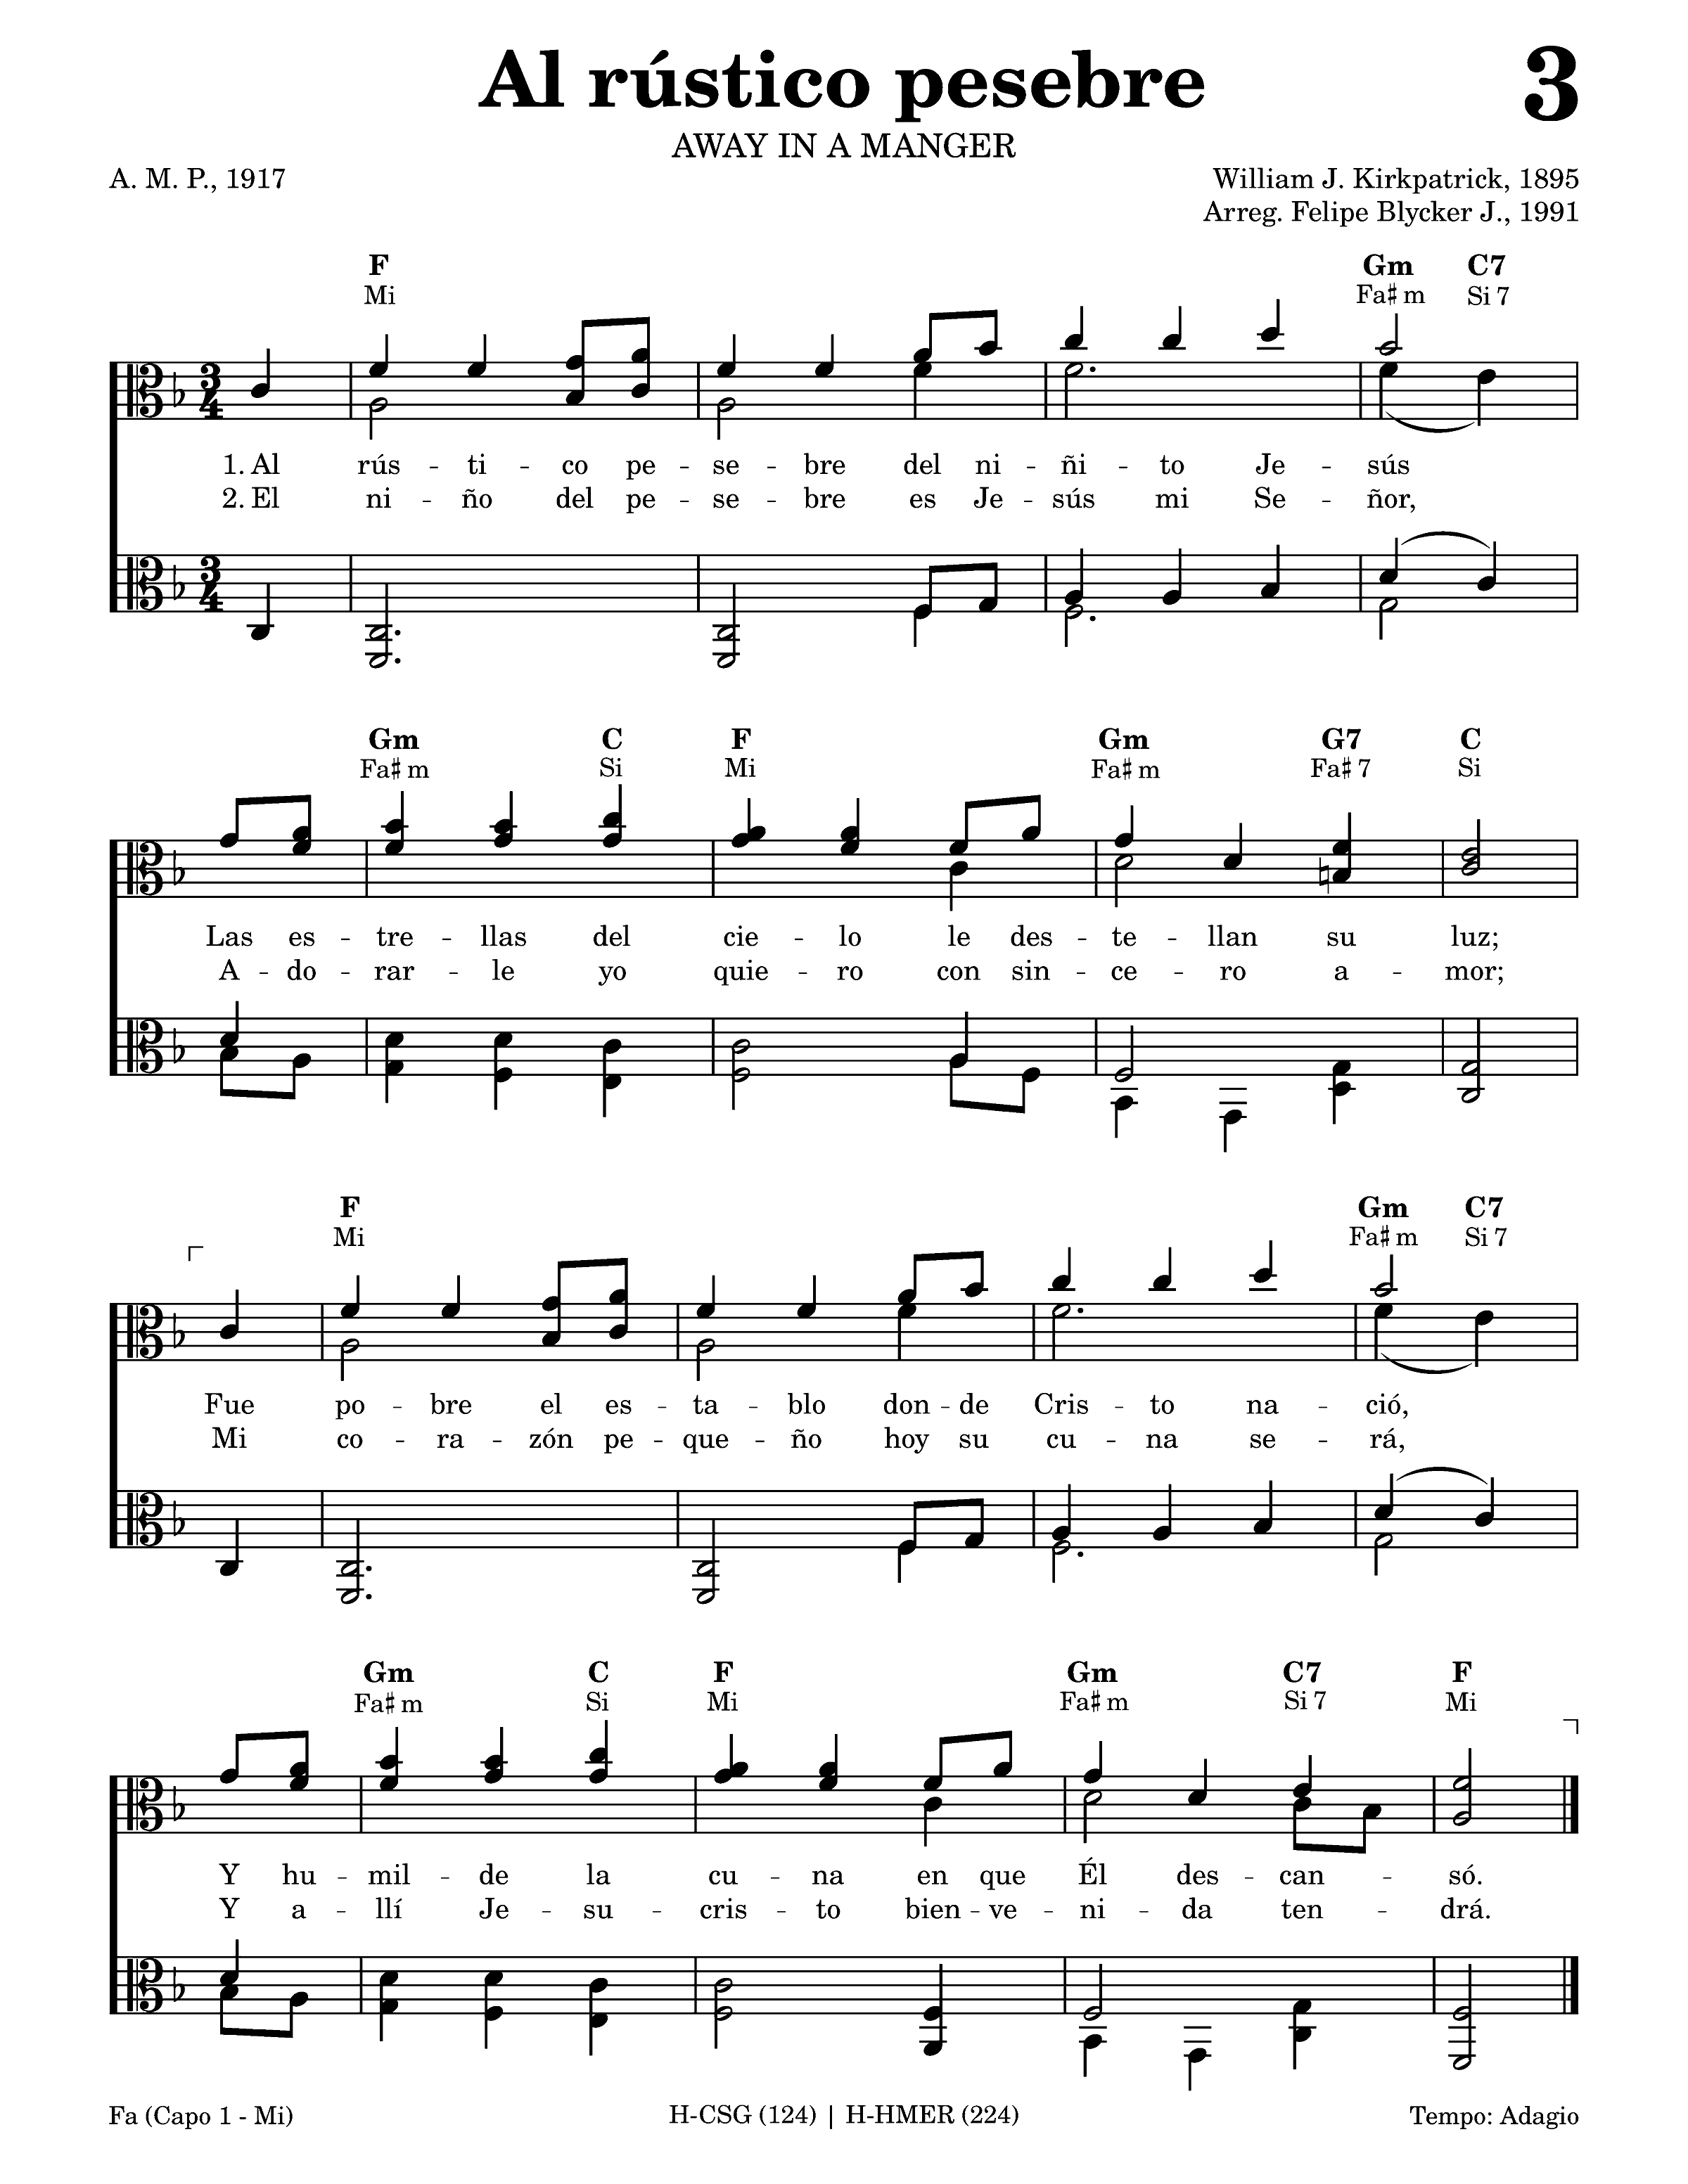 Al rústico pesebre 3
AWAY IN A MANGER
A. M. P., 1917 William J. Kirkpatrick, 1895
Arreg. Felipe Blycker J., 1991
F Gm C7
Mi Fa♯m Si 7
3 4
1. Al rús - ti - co pe - se - bre del ni - ñi - to Je - sús
2. El ni - ño del pe - se - bre es Je - sús mi Se - ñor,
3 4
Gm C F Gm G7 C
Fa♯m Si Mi Fa♯m Fa♯7 Si
Las es - tre - llas del cie - lo le des - te - llan su luz;
A - do - rar - le yo quie - ro con sin - ce - ro a - mor;
F Gm C7
Mi Fa♯m Si 7
Fue po - bre el es - ta - blo don - de Cris - to na - ció,
Mi co - ra - zón pe - que - ño hoy su cu - na se - rá,
Gm C F Gm C7 F
Fa♯m Si Mi Fa♯m Si 7 Mi
Y hu - mil - de la cu - na en que Él des - can - só.
Y a - llí Je - su - cris - to bien - ve - ni - da ten - drá.
Fa (Capo 1 - Mi) H-CSG (124) | H-HMER (224) Tempo: Adagio